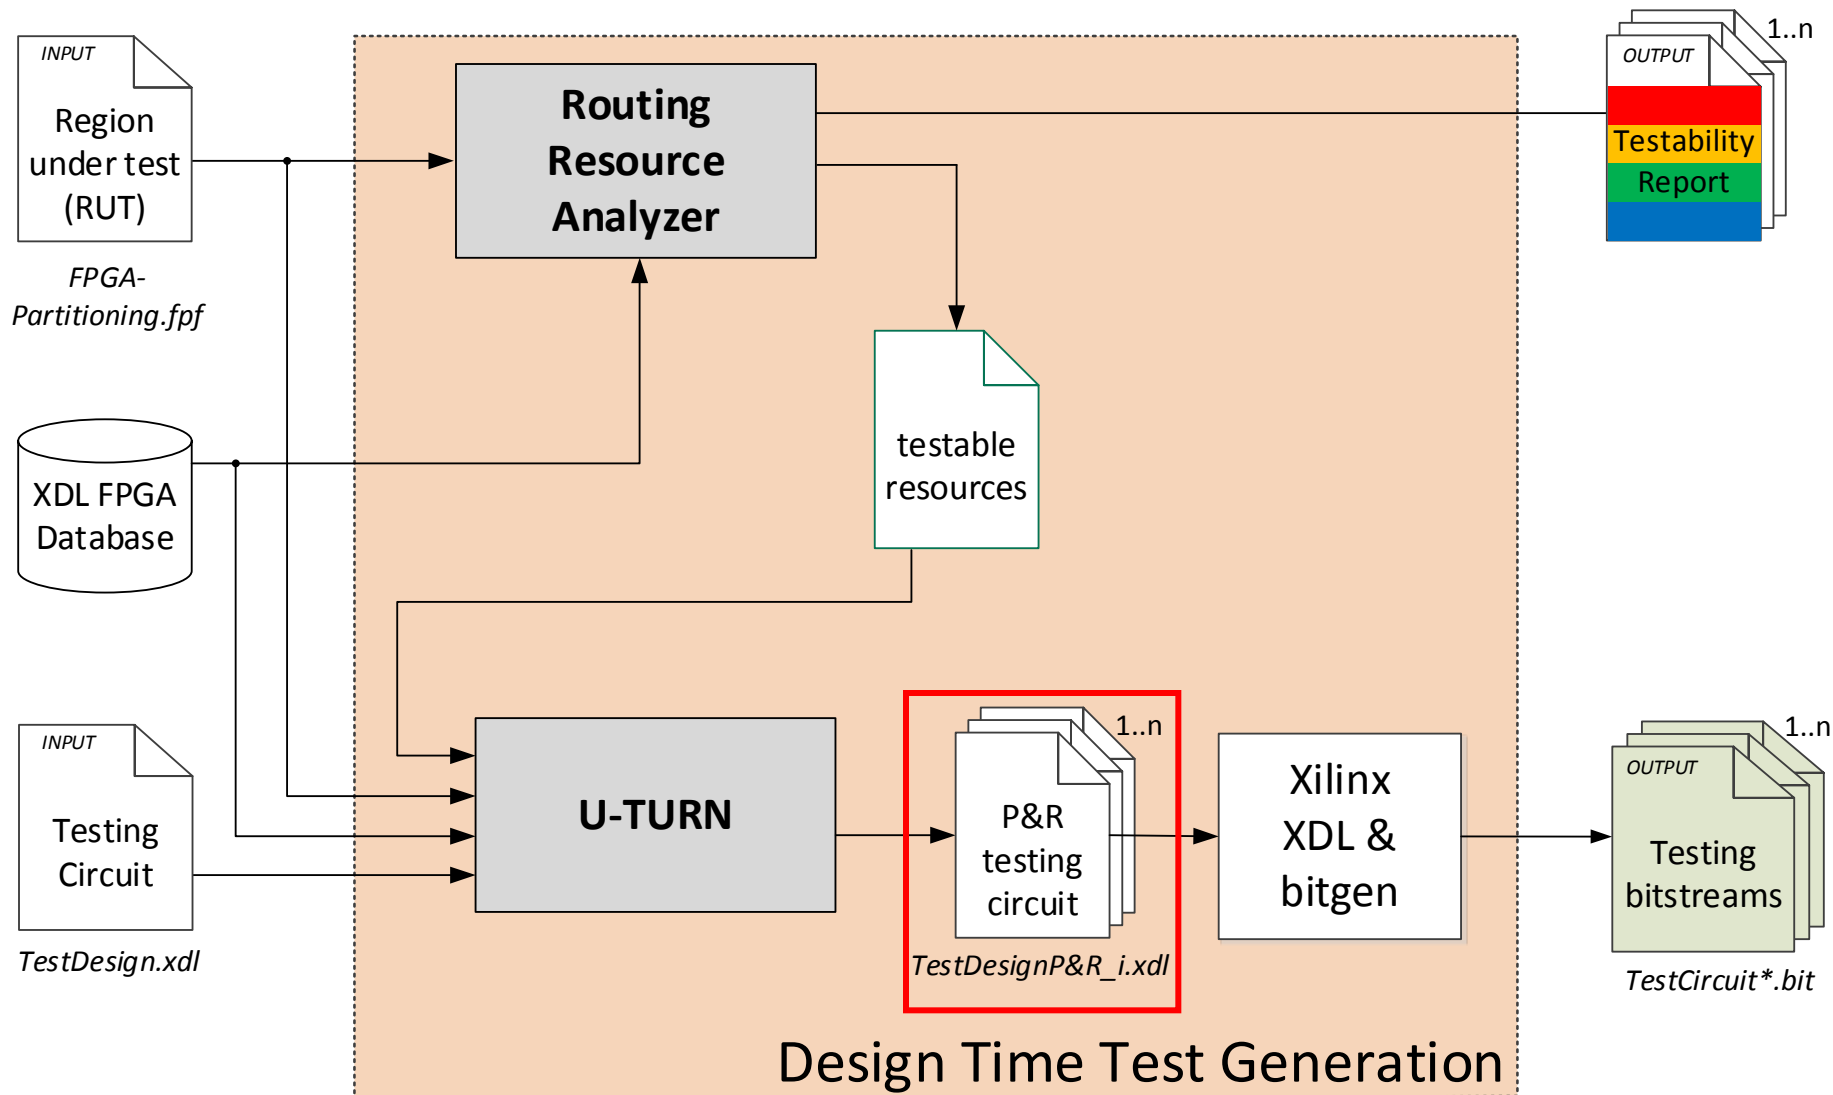 INPUT
Region
under test
(RUT)
FPGA-
Partitioning.fpf
Routing
Resource
Analyzer
1..n
OUTPUT
Testability
Report
XDL FPGA
Database
testable
resources
INPUT
Testing
Circuit
TestDesign.xdl
U-TURN
1..n
P&R
testing
circuit
TestDesignP&R_i.xdl
Xilinx
XDL &
bitgen
1..n
OUTPUT
Testing
bitstreams
TestCircuit*.bit
Design Time Test Generation